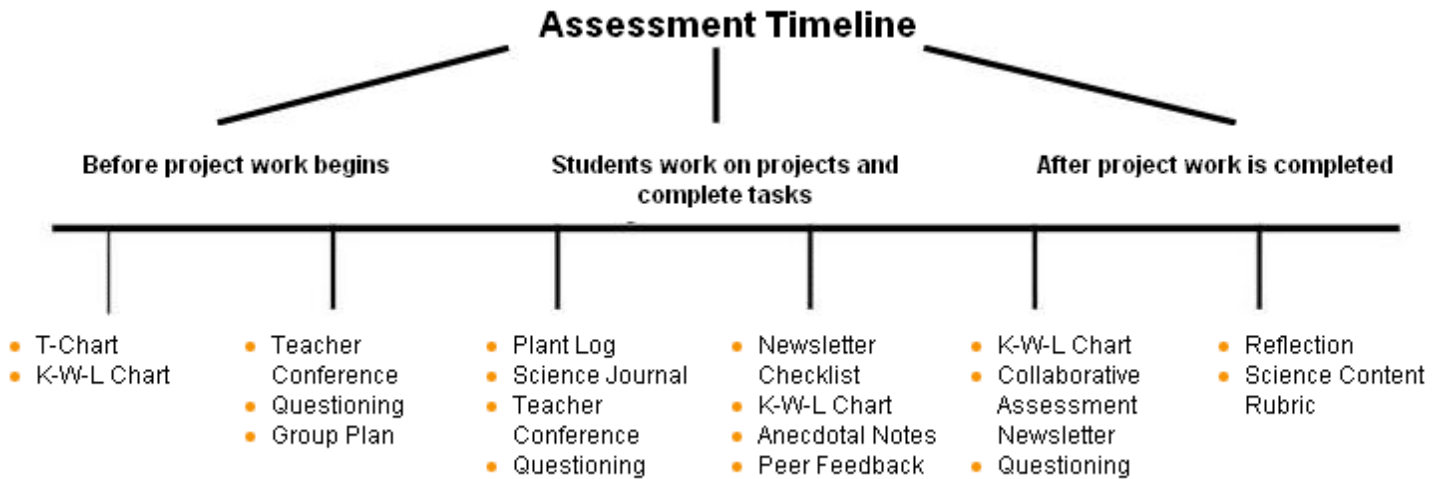 Assessment Timeline
Before project work begins
Students work on projects and
complete tasks
After project work is completed
T-Chart
K-W-L Chart
Teacher
Conference
Questioning
Group Plan
Plant Log
Science Journal
Teacher
Conference
Questioning
Newsletter
Checklist
K-W-L Chart
Anecdotal Notes
Peer Feedback
K-W-L Chart
Collaborative
Assessment
Newsletter
Questioning
Reflection
Science Content
Rubric